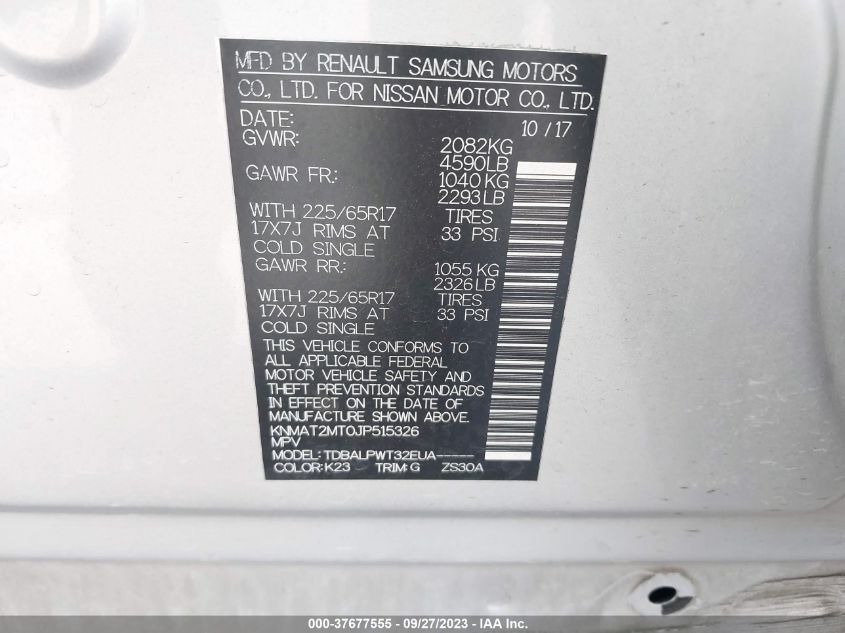 MFD BY RENAULT SAMSUNG MOTORS
CO., LTD. FOR NISSAN MOTOR CO., LTD.
DATE: 10/17
GVWR: 2082KG
4590LB
GAWR FR.: 1040 KG
2293 LB
WITH 225/65R17 TIRES
17X7J RIMS AT 33 PSI
COLD SINGLE
GAWR RR.: 1055 KG
2326 LB
WITH 225/65R17 TIRES
17X7J RIMS AT 33 PSI
COLD SINGLE
THIS VEHICLE CONFORMS TO
ALL APPLICABLE FEDERAL
MOTOR VEHICLE SAFETY AND
THEFT PREVENTION STANDARDS
IN EFFECT ON THE DATE OF
MANUFACTURE SHOWN ABOVE.
KNMAT2MT0JP515326
MPV
MODEL: TDBALPWT32EUA-----
COLOR:K23 TRIM:G ZS30A
000-37677555 - 09/27/2023 - IAA Inc.